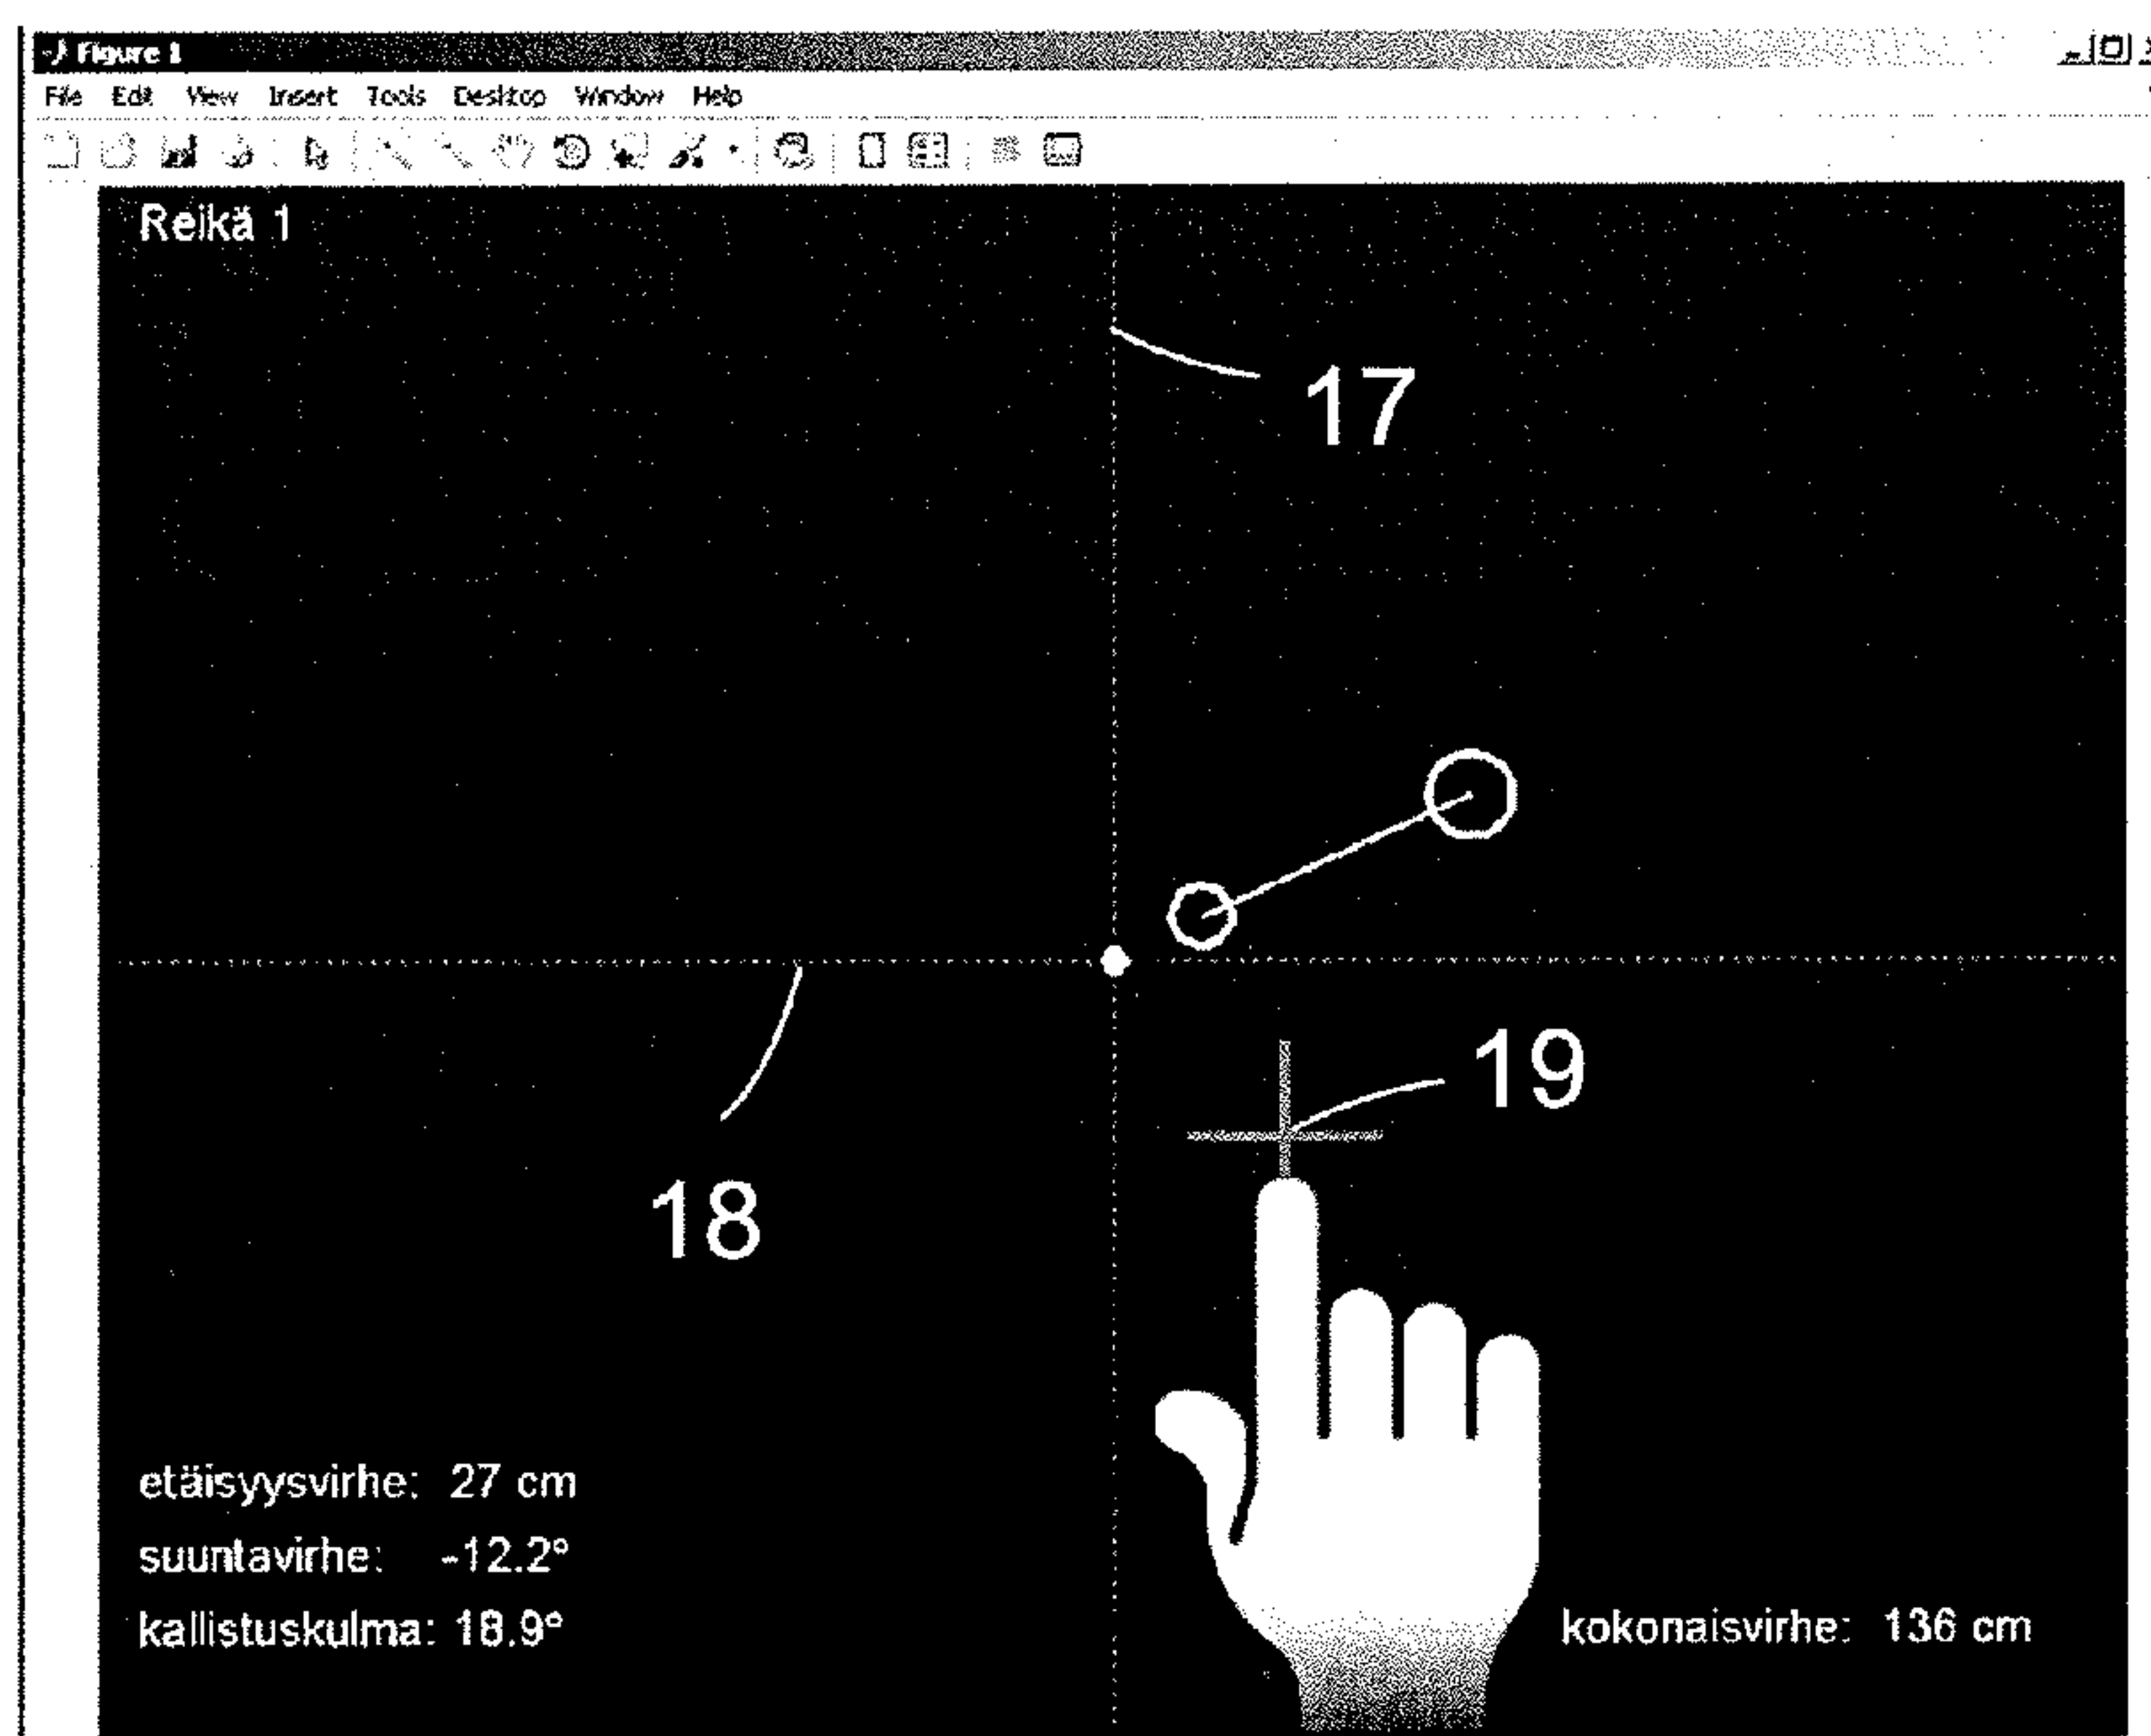 Figure 1
File Edit View Insert Tools Desktop Window Help
Reikä 1
17
19
18
etäisyysvirhe: 27 cm
suuntavirhe: -12.2°
kallistuskulma: 18.9°
kokonaisvirhe: 136 cm